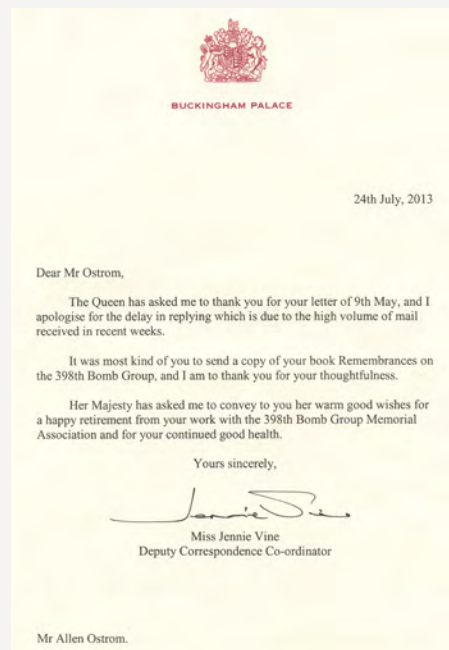 BUCKINGHAM PALACE
24th July, 2013
Dear Mr Ostrom,
The Queen has asked me to thank you for your letter of 9th May, and I
apologise for the delay in replying which is due to the high volume of mail
received in recent weeks.
It was most kind of you to send a copy of your book Remembrances on
the 398th Bomb Group, and I am to thank you for your thoughtfulness.
Her Majesty has asked me to convey to you her warm good wishes for
a happy retirement from your work with the 398th Bomb Group Memorial
Association and for your continued good health.
Yours sincerely,
Jennie Vine
Miss Jennie Vine
Deputy Correspondence Co-ordinator
Mr Allen Ostrom.